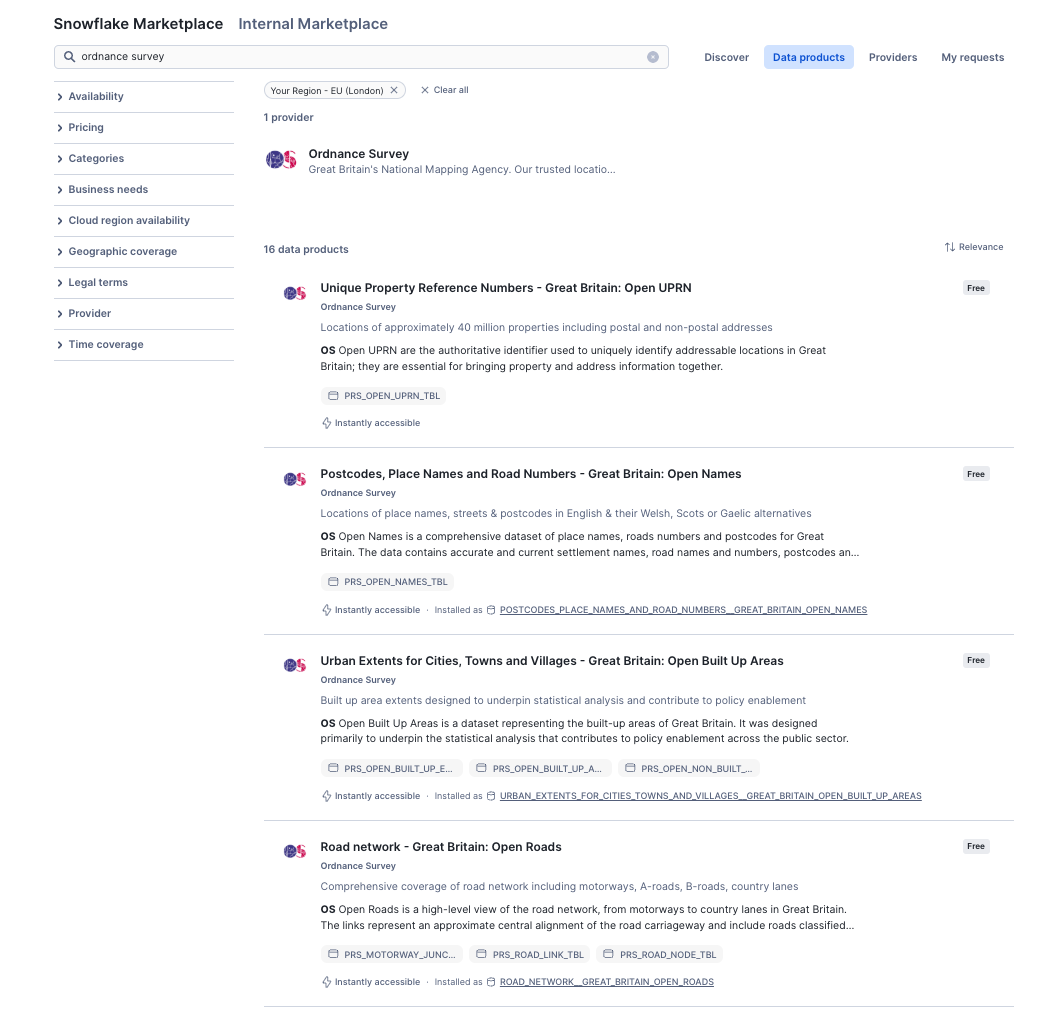 Snowflake Marketplace Internal Marketplace
ordnance survey
Discover Data products Providers My requests
Availability
Pricing
Categories
Business needs
Cloud region availability
Geographic coverage
Legal terms
Provider
Time coverage
Your Region - EU (London) Clear all
1 provider
Ordnance Survey
Great Britain's National Mapping Agency. Our trusted locatio...
16 data products
Relevance
Unique Property Reference Numbers - Great Britain: Open UPRN
Free
Ordnance Survey
Locations of approximately 40 million properties including postal and non-postal addresses
OS Open UPRN are the authoritative identifier used to uniquely identify addressable locations in Great
Britain; they are essential for bringing property and address information together.
PRS_OPEN_UPRN_TBL
Instantly accessible
Postcodes, Place Names and Road Numbers - Great Britain: Open Names
Free
Ordnance Survey
Locations of place names, streets & postcodes in English & their Welsh, Scots or Gaelic alternatives
OS Open Names is a comprehensive dataset of place names, roads numbers and postcodes for Great
Britain. The data contains accurate and current settlement names, road names and numbers, postcodes an...
PRS_OPEN_NAMES_TBL
Instantly accessible · Installed as POSTCODES_PLACE_NAMES_AND_ROAD_NUMBERS__GREAT_BRITAIN_OPEN_NAMES
Urban Extents for Cities, Towns and Villages - Great Britain: Open Built Up Areas
Free
Ordnance Survey
Built up area extents designed to underpin statistical analysis and contribute to policy enablement
OS Open Built Up Areas is a dataset representing the built-up areas of Great Britain. It was designed
primarily to underpin the statistical analysis that contributes to policy enablement across the public sector.
PRS_OPEN_BUILT_UP_E... PRS_OPEN_BUILT_UP_A... PRS_OPEN_NON_BUILT_...
Instantly accessible · Installed as URBAN_EXTENTS_FOR_CITIES_TOWNS_AND_VILLAGES__GREAT_BRITAIN_OPEN_BUILT_UP_AREAS
Road network - Great Britain: Open Roads
Free
Ordnance Survey
Comprehensive coverage of road network including motorways, A-roads, B-roads, country lanes
OS Open Roads is a high-level view of the road network, from motorways to country lanes in Great Britain.
The links represent an approximate central alignment of the road carriageway and include roads classified...
PRS_MOTORWAY_JUNC... PRS_ROAD_LINK_TBL PRS_ROAD_NODE_TBL
Instantly accessible · Installed as ROAD_NETWORK__GREAT_BRITAIN_OPEN_ROADS